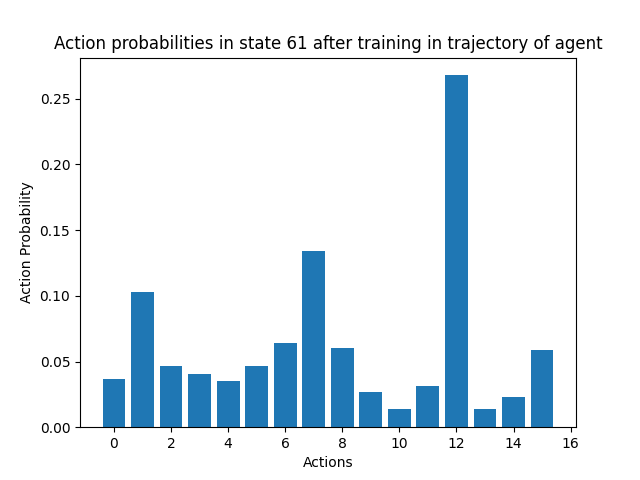 Action probabilities in state 61 after training in trajectory of agent
Action Probability
0.25
0.20
0.15
0.10
0.05
0.00
0 2 4 6 8 10 12 14 16
Actions